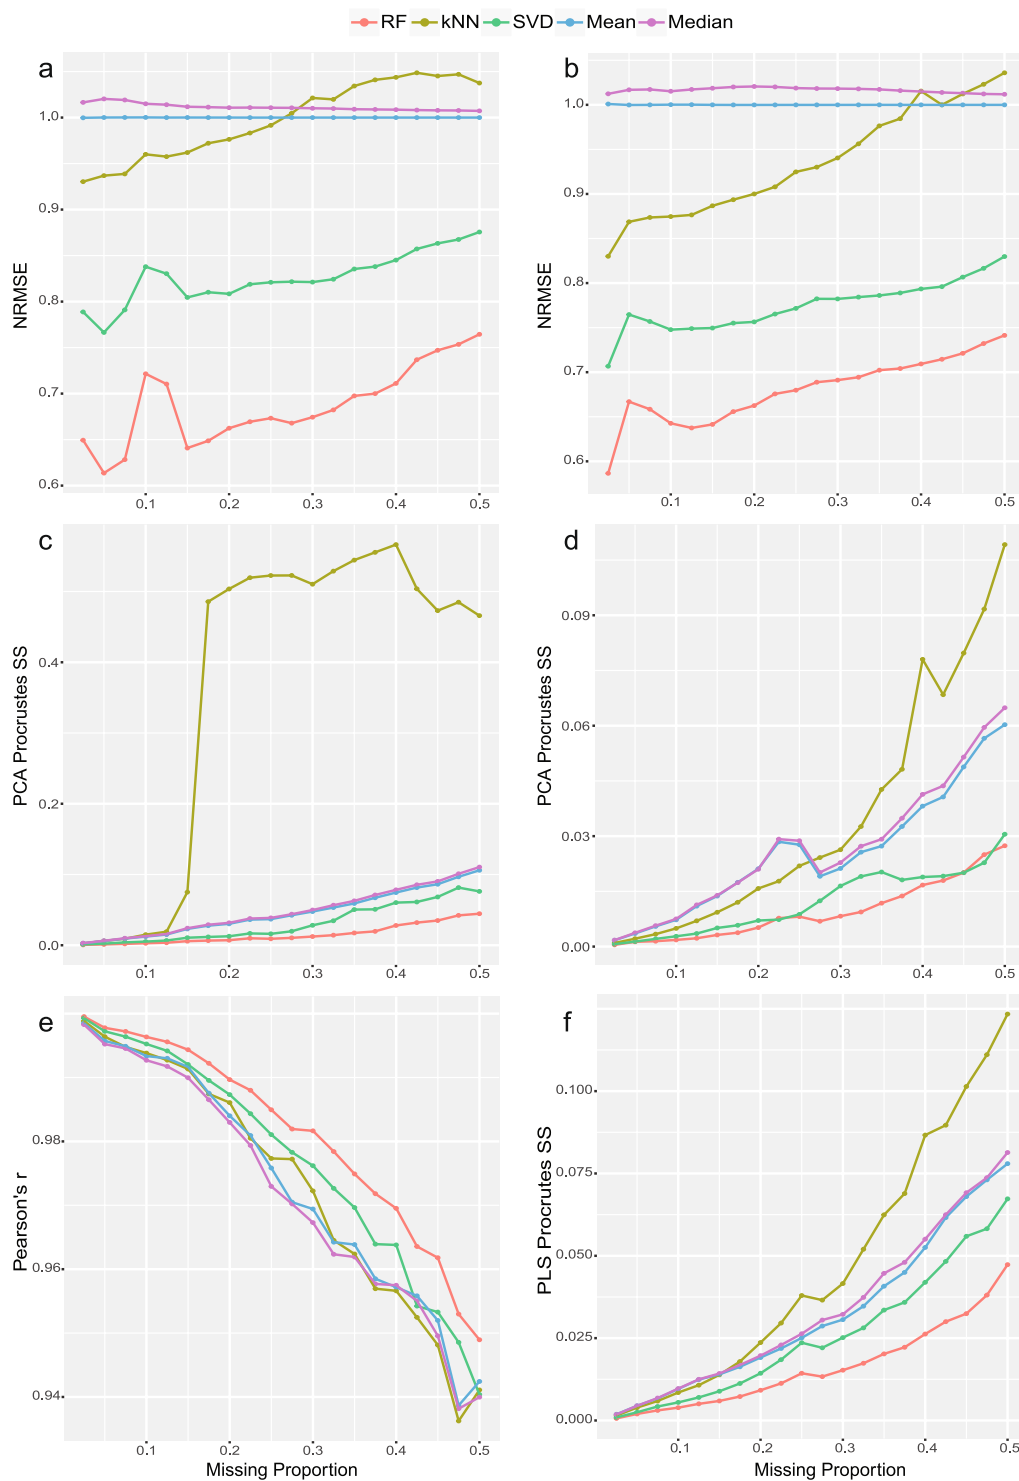 RF kNN SVD Mean Median
a
1.0
0.9
0.8
0.7
0.6
NRMSE
0.1 0.2 0.3 0.4 0.5
b
1.0
0.9
0.8
0.7
0.6
NRMSE
0.1 0.2 0.3 0.4 0.5
c
0.4
0.2
0.0
PCA Procrustes SS
0.1 0.2 0.3 0.4 0.5
d
0.09
0.06
0.03
0.00
PCA Procrustes SS
0.1 0.2 0.3 0.4 0.5
e
0.98
0.96
0.94
Pearson's r
0.1 0.2 0.3 0.4 0.5
Missing Proportion
f
0.100
0.075
0.050
0.025
0.000
PLS Procrutes SS
0.1 0.2 0.3 0.4 0.5
Missing Proportion